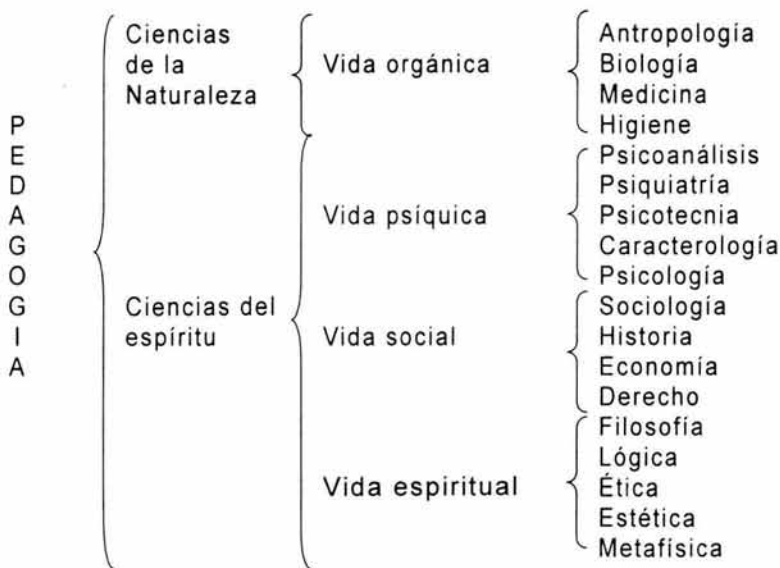 PEDAGOGIA
Ciencias
de la
Naturaleza
Vida orgánica
Antropología
Biología
Medicina
Higiene
Ciencias del
espíritu
Vida psíquica
Psicoanálisis
Psiquiatría
Psicotecnia
Caracterología
Psicología
Vida social
Sociología
Historia
Economía
Derecho
Vida espiritual
Filosofía
Lógica
Ética
Estética
Metafísica